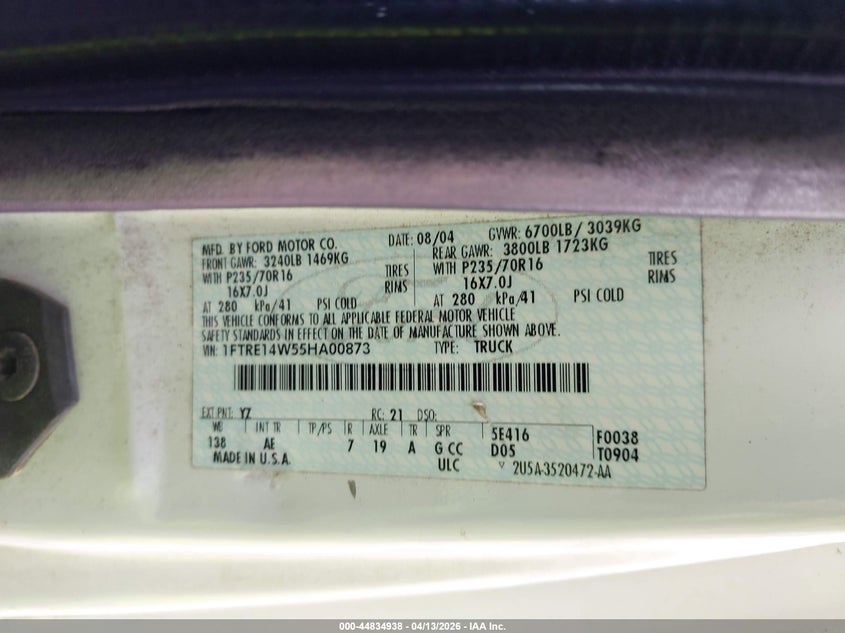 MFD. BY FORD MOTOR CO. DATE: 08/04 GVWR: 6700LB/ 3039KG
FRONT GAWR: 3240LB 1469KG REAR GAWR: 3800LB 1723KG
WITH P235/70R16 TIRES WITH P235/70R16 TIRES
16X7.0J RIMS 16X7.0J RIMS
AT 280 kPa/41 PSI COLD AT 280 kPa/41 PSI COLD
THIS VEHICLE CONFORMS TO ALL APPLICABLE FEDERAL MOTOR VEHICLE
SAFETY STANDARDS IN EFFECT ON THE DATE OF MANUFACTURE SHOWN ABOVE.
VIN: 1FTRE14W55HA00873 TYPE: TRUCK
EXT PNT: YZ RC: 21 DSO:
WB INT TR TP/PS R AXLE TR SPR 5E416 F0038
138 AE 7 19 A G CC D05 T0904
MADE IN U.S.A. ULC 2U5A-3520472-AA
000-44834938 - 04/13/2026 - IAA Inc.